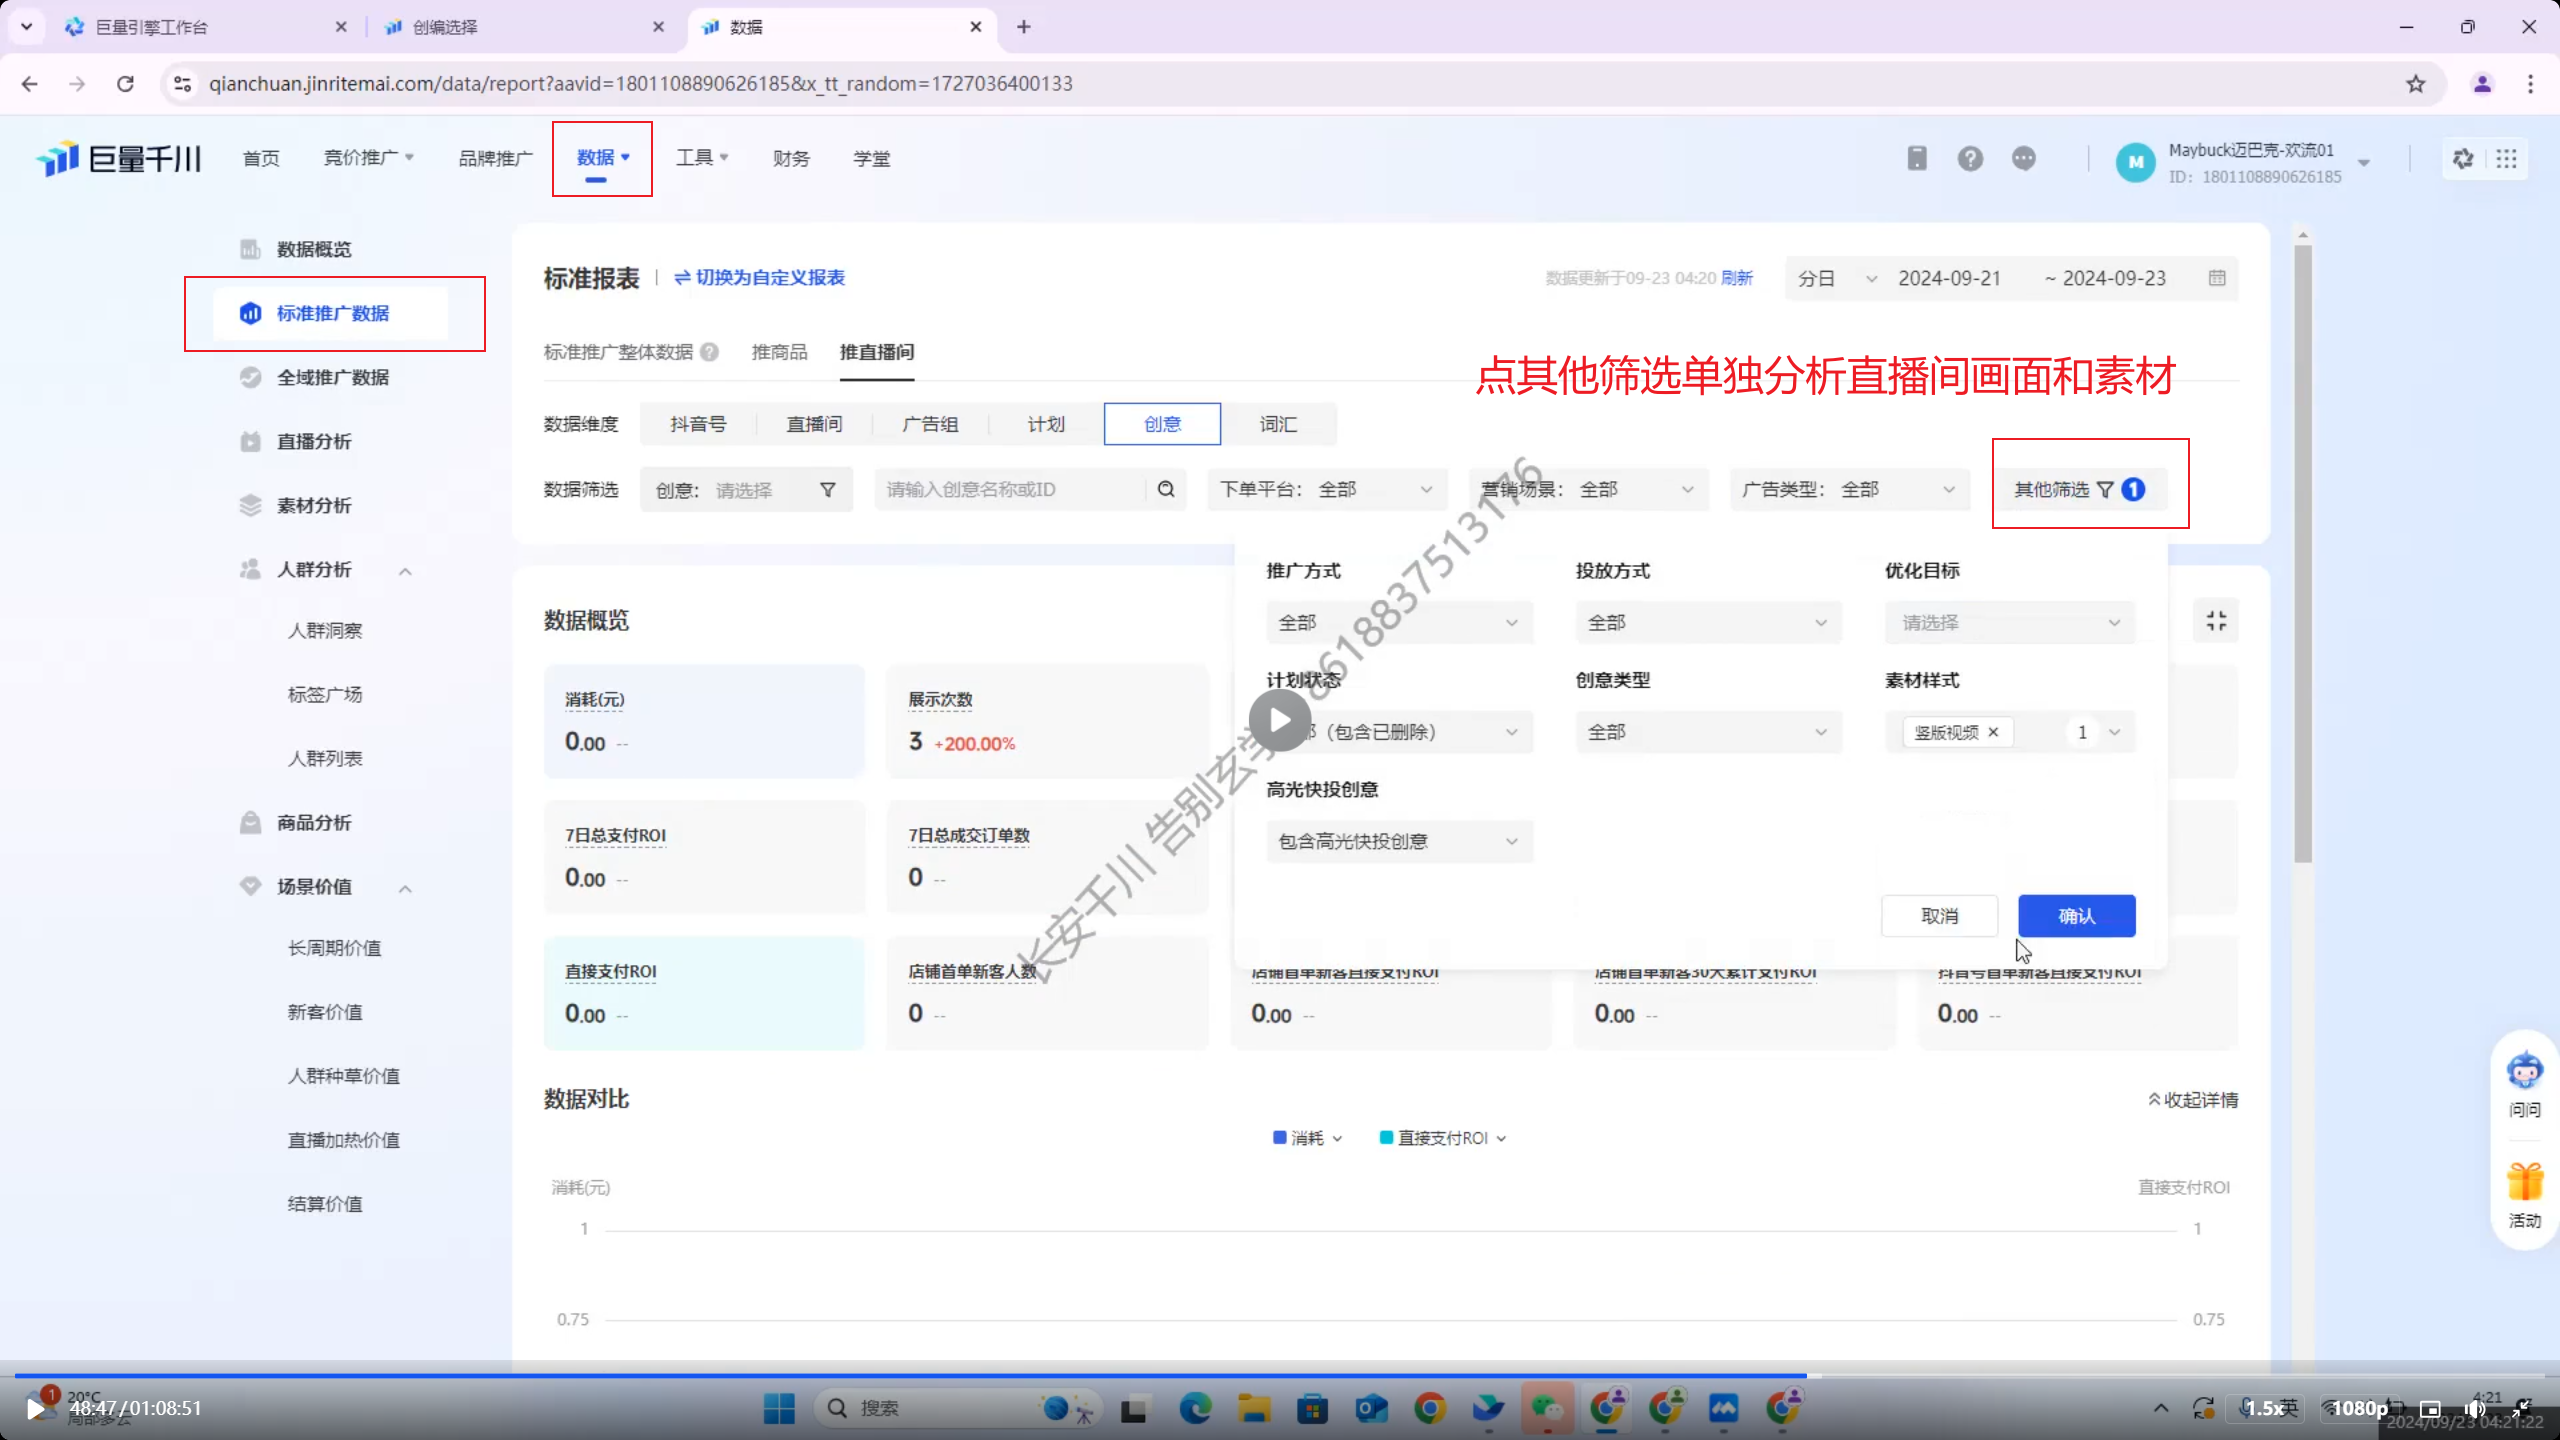 巨量引擎工作台
创编选择
数据
qianchuan.jinritemai.com/data/report?aavid=1801108890626185&x_tt_random=1727036400133
巨量千川
首页
竞价推广
品牌推广
数据
工具
财务
学堂
M
Maybuck迈巴克-欢流01
ID: 1801108890626185
数据概览
标准推广数据
全域推广数据
直播分析
素材分析
人群分析
人群洞察
标签广场
人群列表
商品分析
场景价值
长周期价值
新客价值
人群种草价值
直播加热价值
结算价值
标准报表
切换为自定义报表
数据更新于09-23 04:20 刷新
分日
2024-09-21 ~ 2024-09-23
标准推广整体数据
推商品
推直播间
点其他筛选单独分析直播间画面和素材
数据维度
抖音号
直播间
广告组
计划
创意
词汇
数据筛选
创意: 请选择
请输入创意名称或ID
下单平台: 全部
营销场景: 全部
广告类型: 全部
其他筛选 1
推广方式
投放方式
优化目标
全部
全部
请选择
计划状态
创意类型
素材样式
部（包含已删除）
全部
竖版视频 × 1
高光快投创意
包含高光快投创意
取消
确认
数据概览
消耗(元)
0.00 --
展示次数
3 +200.00%
7日总支付ROI
0.00 --
7日总成交订单数
0 --
直接支付ROI
0.00 --
店铺首单新客人数
0 --
店铺首单新客直接支付ROI
0.00 --
店铺首单新客30天累计支付ROI
0.00 --
抖音号首单新客直接支付ROI
0.00 --
长安千川 告别玄学
a618837513176
数据对比
收起详情
消耗
直接支付ROI
消耗(元)
直接支付ROI
1
1
0.75
0.75
问问
活动
1
20°C
48:47/01:08:51
搜索
英
1.5x
1080p
4:21
2024/09/23 04:21:22